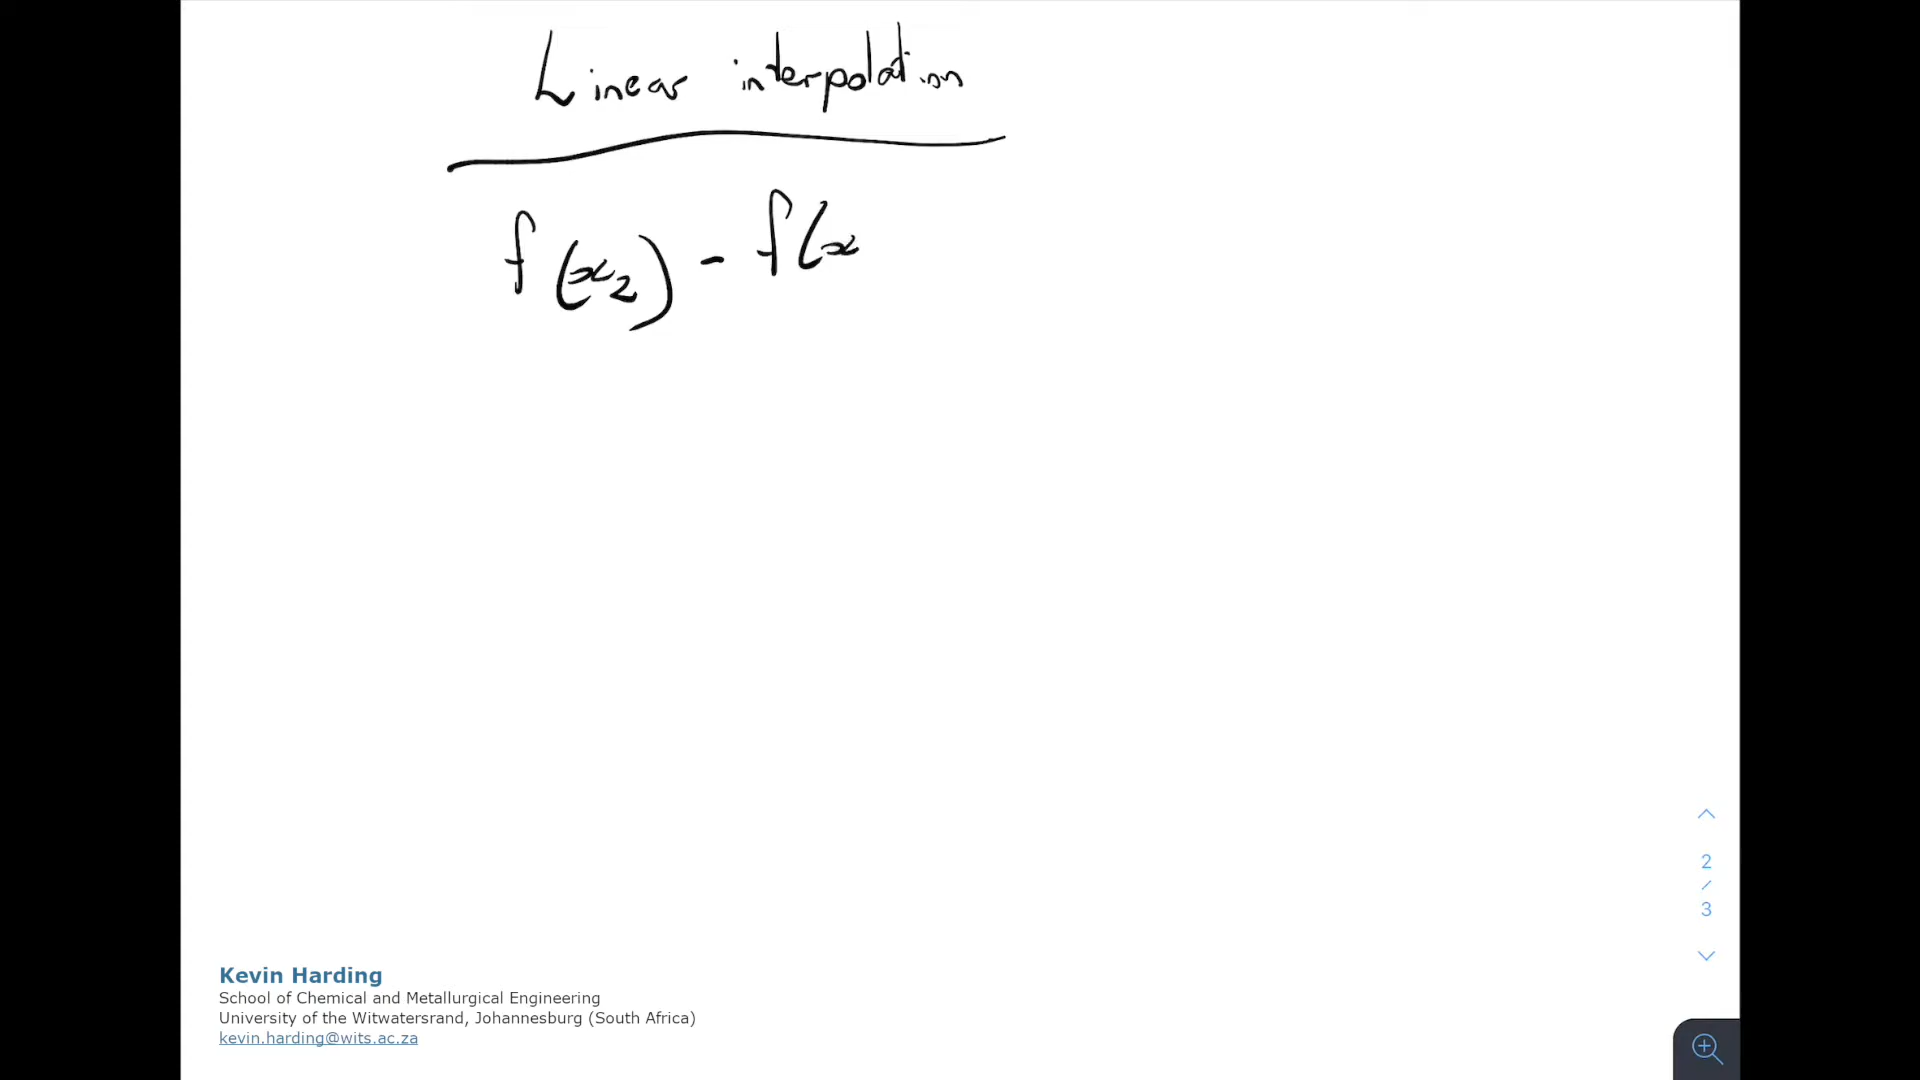 Linear interpolation
f(x₂) - f(x
2
/
3
Kevin Harding
School of Chemical and Metallurgical Engineering
University of the Witwatersrand, Johannesburg (South Africa)
kevin.harding@wits.ac.za